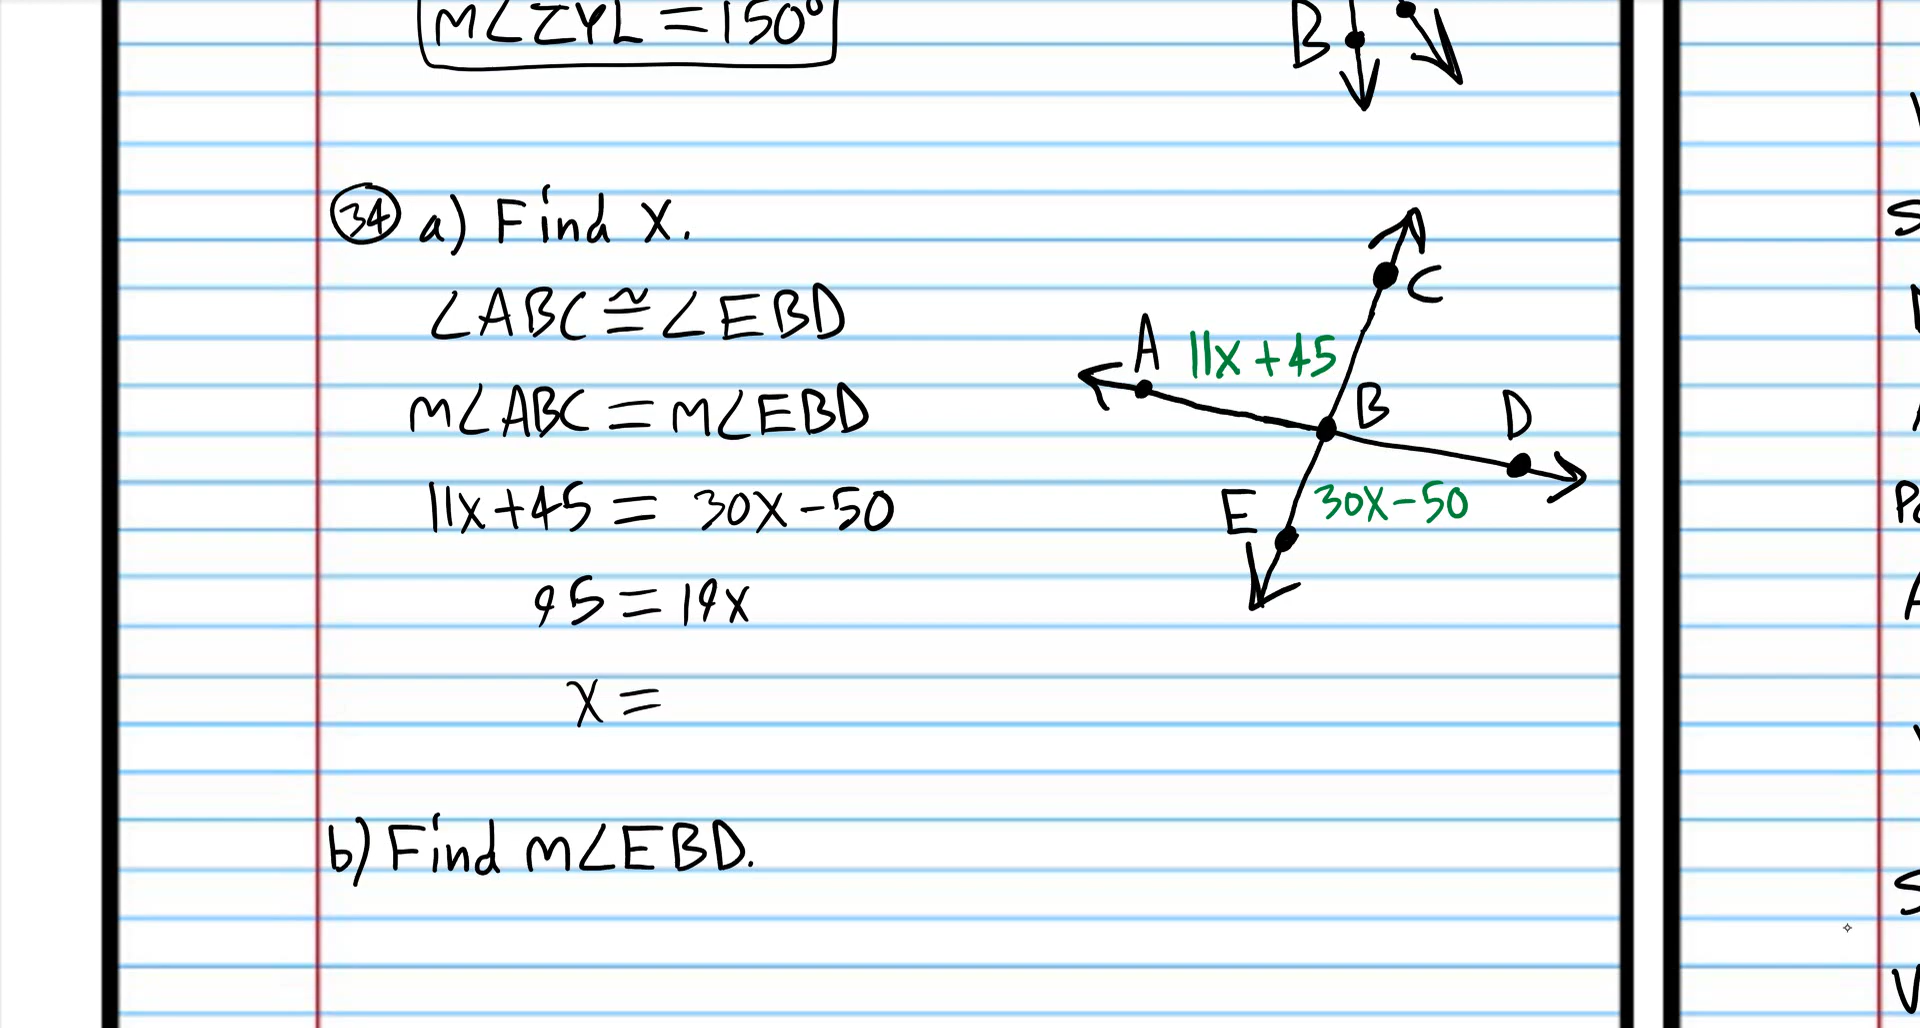 m∠ZYL = 150°
B
34 a) Find x.
∠ABC ≅ ∠EBD
m∠ABC = m∠EBD
11x + 45 = 30x - 50
95 = 19x
x =
C
A 11x + 45
B
D
E 30x - 50
b) Find m∠EBD.